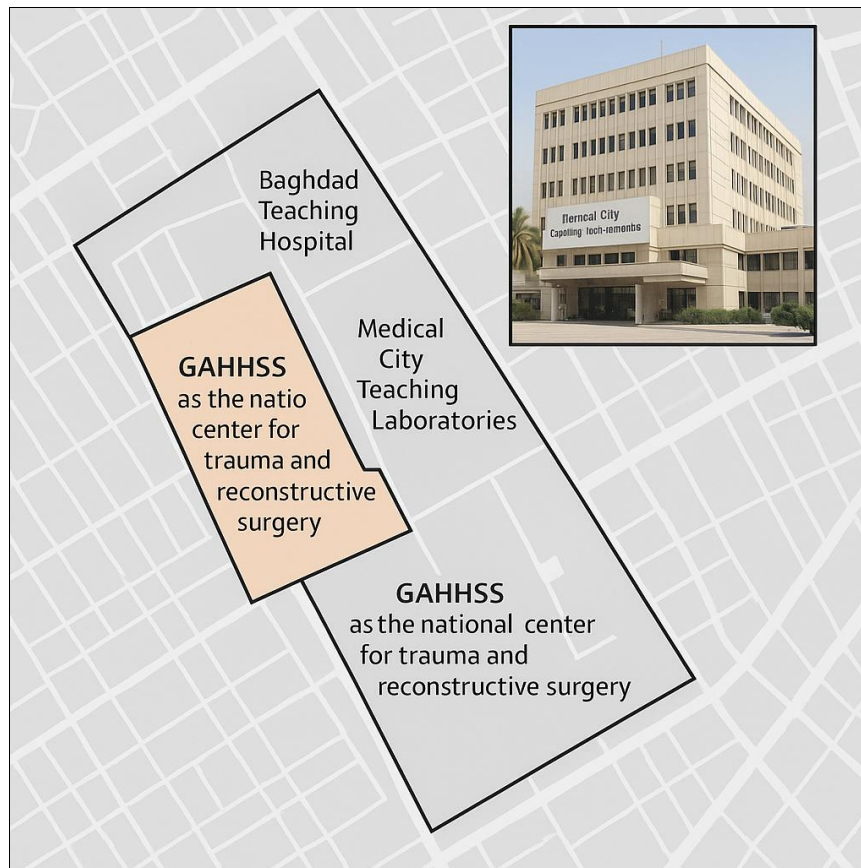 Baghdad
Teaching
Hospital
Medical
City
Teaching
Laboratories
GAHHSS
as the natio
center for
trauma and
reconstructive
surgery
GAHHSS
as the national center
for trauma and
reconstructive surgery
City